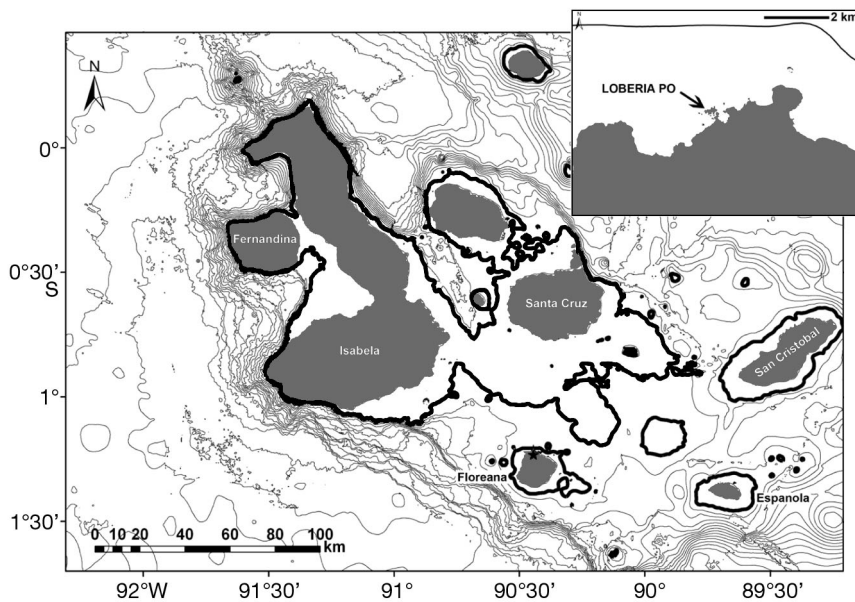 N
2 km
LOBERIA PO
N
0°
Fernandina
0°30'
S
Santa Cruz
Isabela
San Cristobal
1°
Floreana
Espanola
1°30'
0 10 20 40 60 80 100
km
92°W 91°30' 91° 90°30' 90° 89°30'